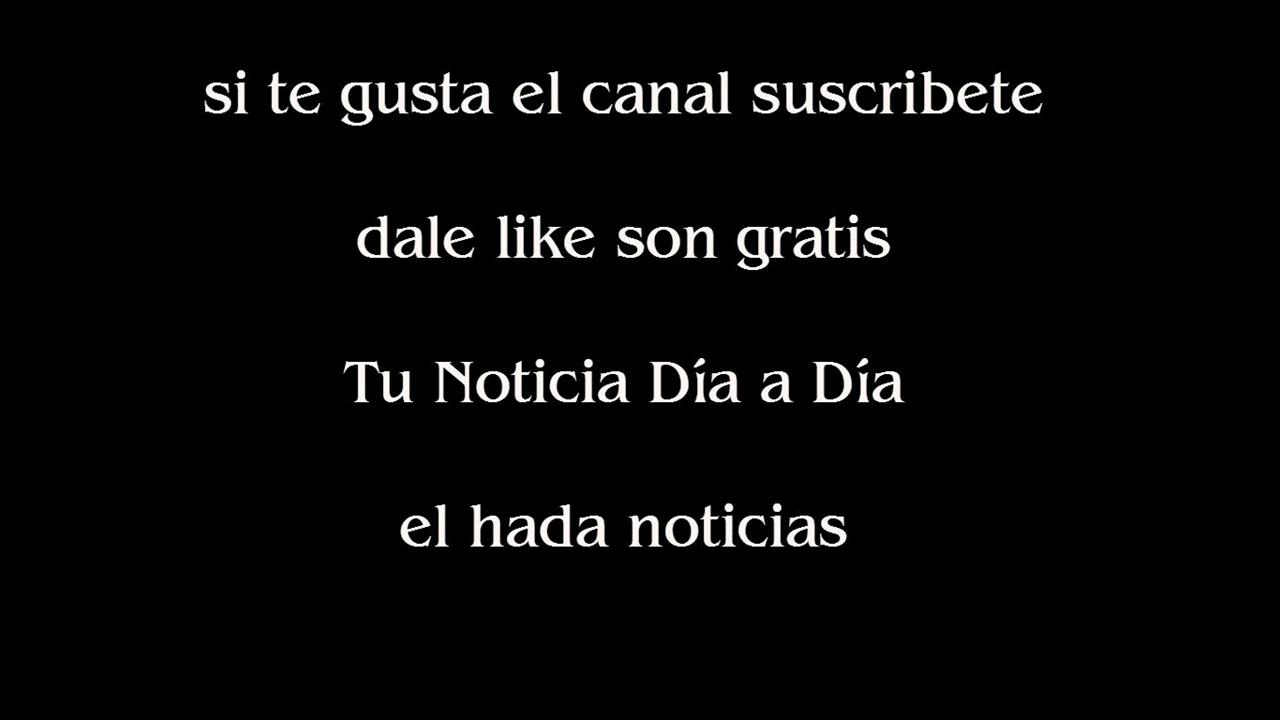 si te gusta el canal suscribete
dale like son gratis
Tu Noticia Día a Día
el hada noticias